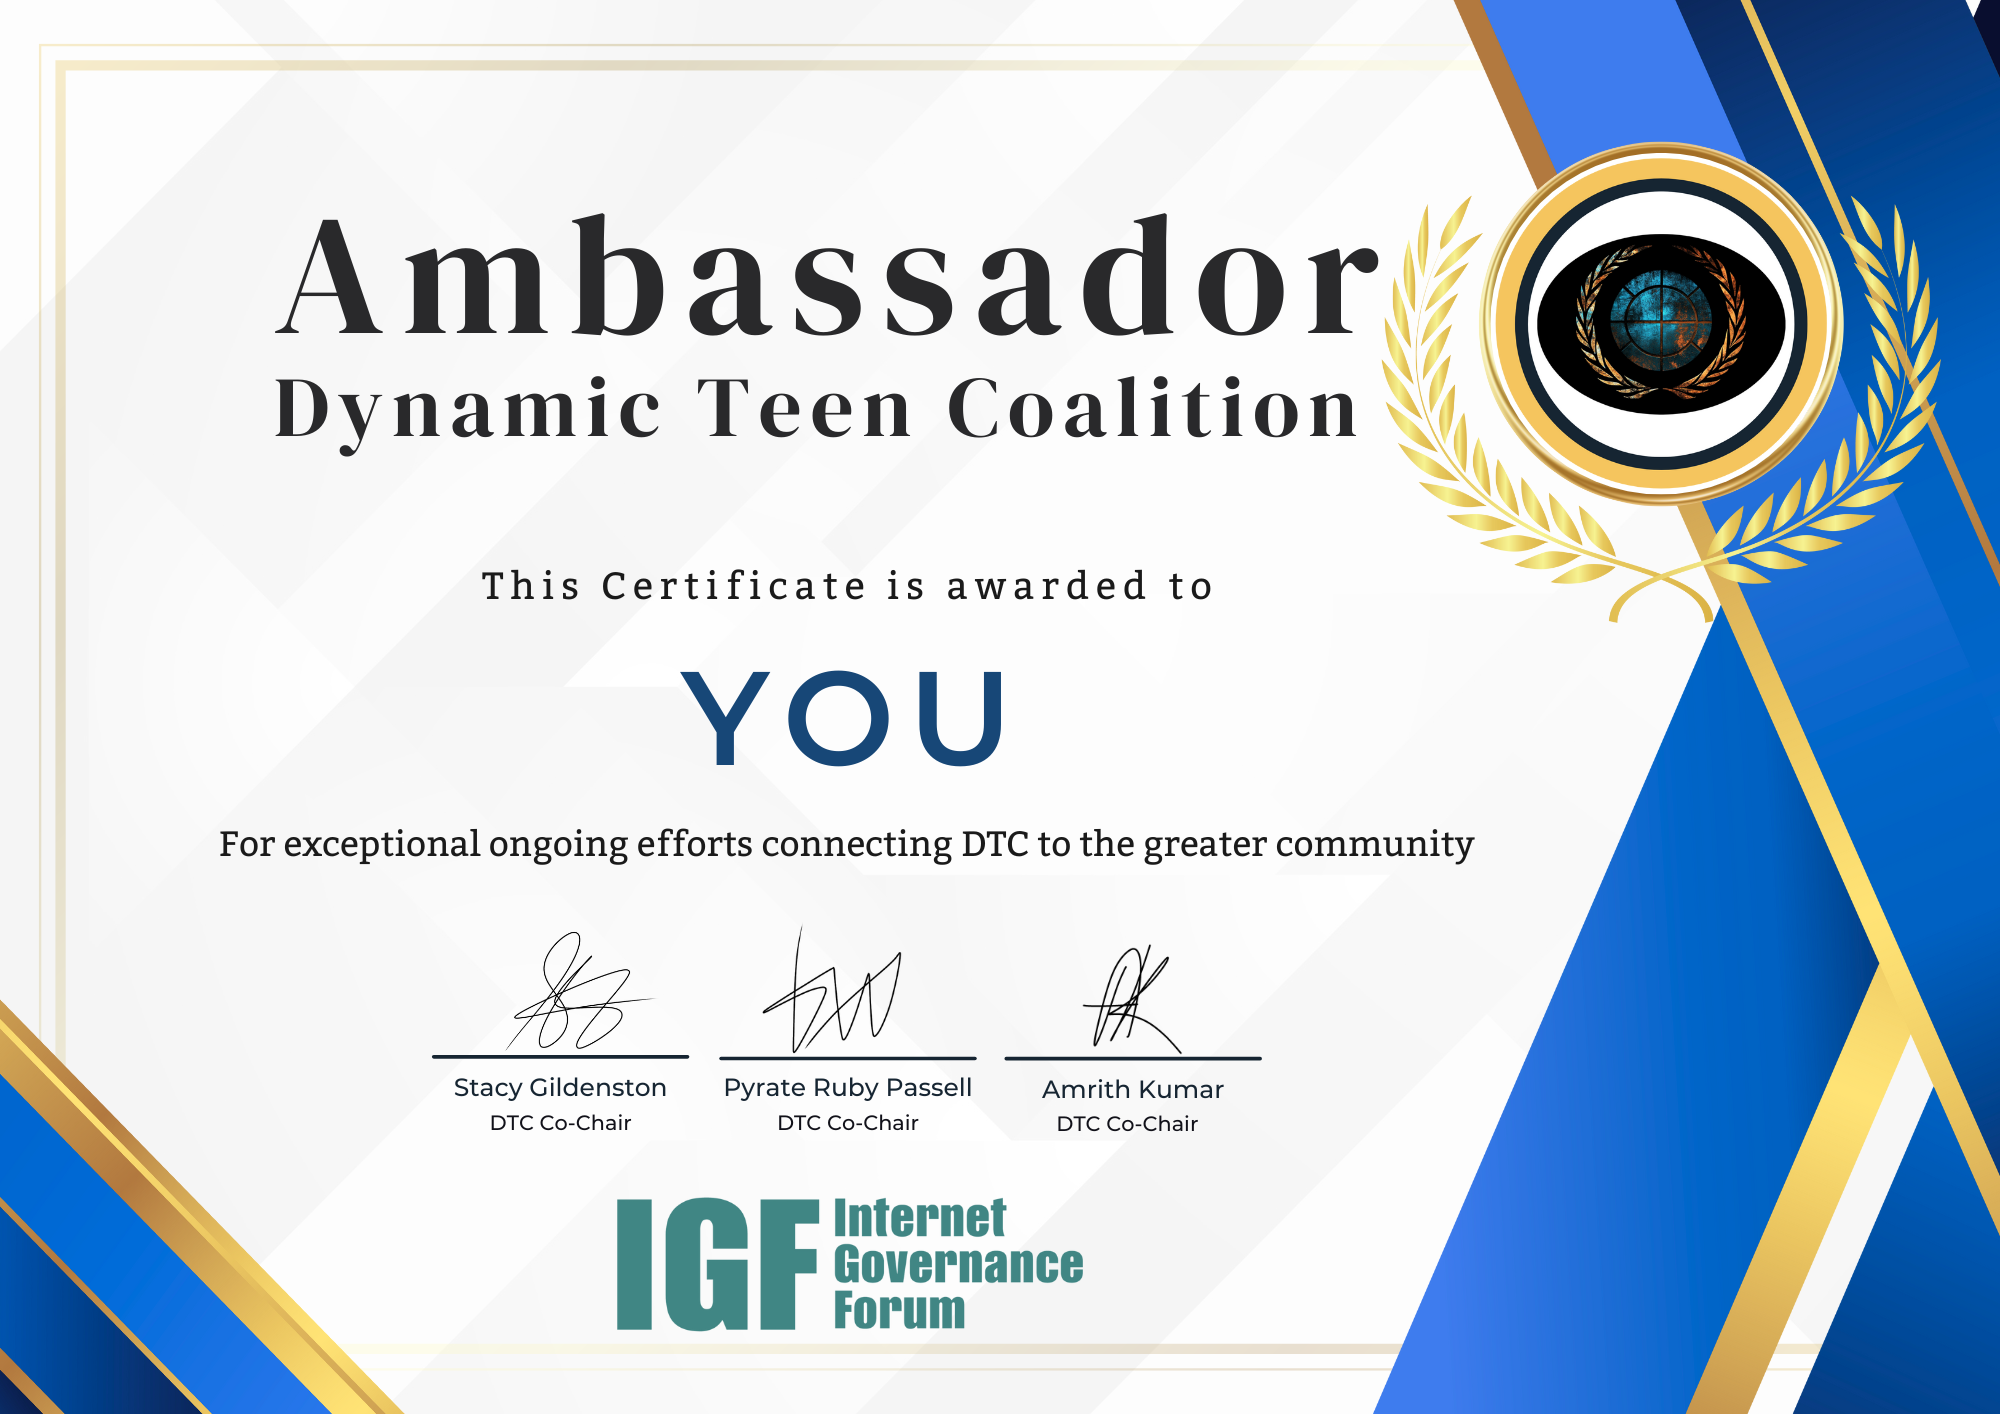 Ambassador
Dynamic Teen Coalition
This Certificate is awarded to
YOU
For exceptional ongoing efforts connecting DTC to the greater community
Stacy Gildenston
DTC Co-Chair
Pyrate Ruby Passell
DTC Co-Chair
Amrith Kumar
DTC Co-Chair
IGF
Internet
Governance
Forum